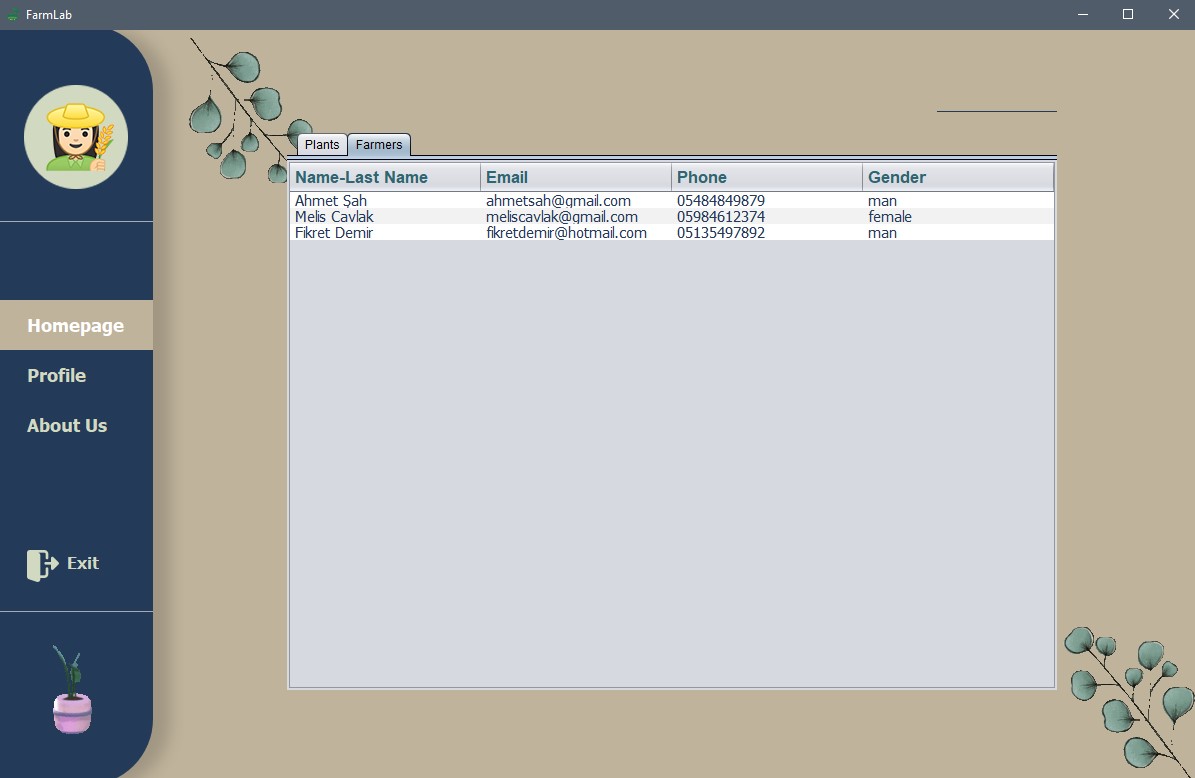 FarmLab
Plants Farmers
Name-Last Name Email Phone Gender
Ahmet Şah ahmetsah@gmail.com 05484849879 man
Melis Cavlak meliscavlak@gmail.com 05984612374 female
Fikret Demir fikretdemir@hotmail.com 05135497892 man
Homepage
Profile
About Us
Exit